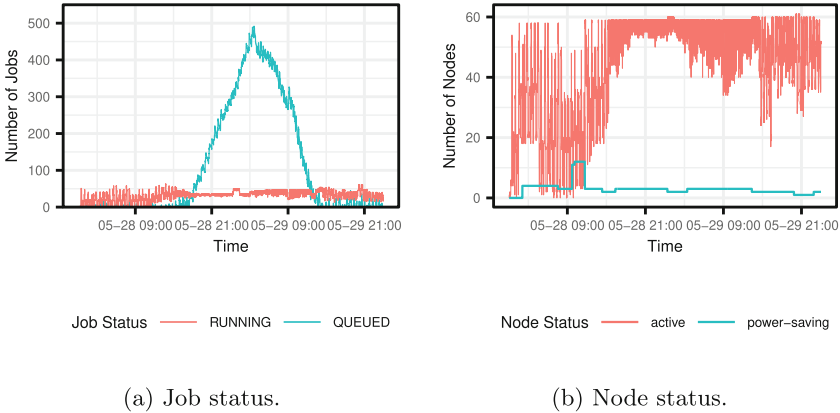 500
400
300
200
100
0
Number of Jobs
05−28 09:00 05−28 21:00 05−29 09:00 05−29 21:00
Time
Job Status RUNNING QUEUED
(a) Job status.
60
40
20
0
Number of Nodes
05−28 09:00 05−28 21:00 05−29 09:00 05−29 21:00
Time
Node Status active power−saving
(b) Node status.